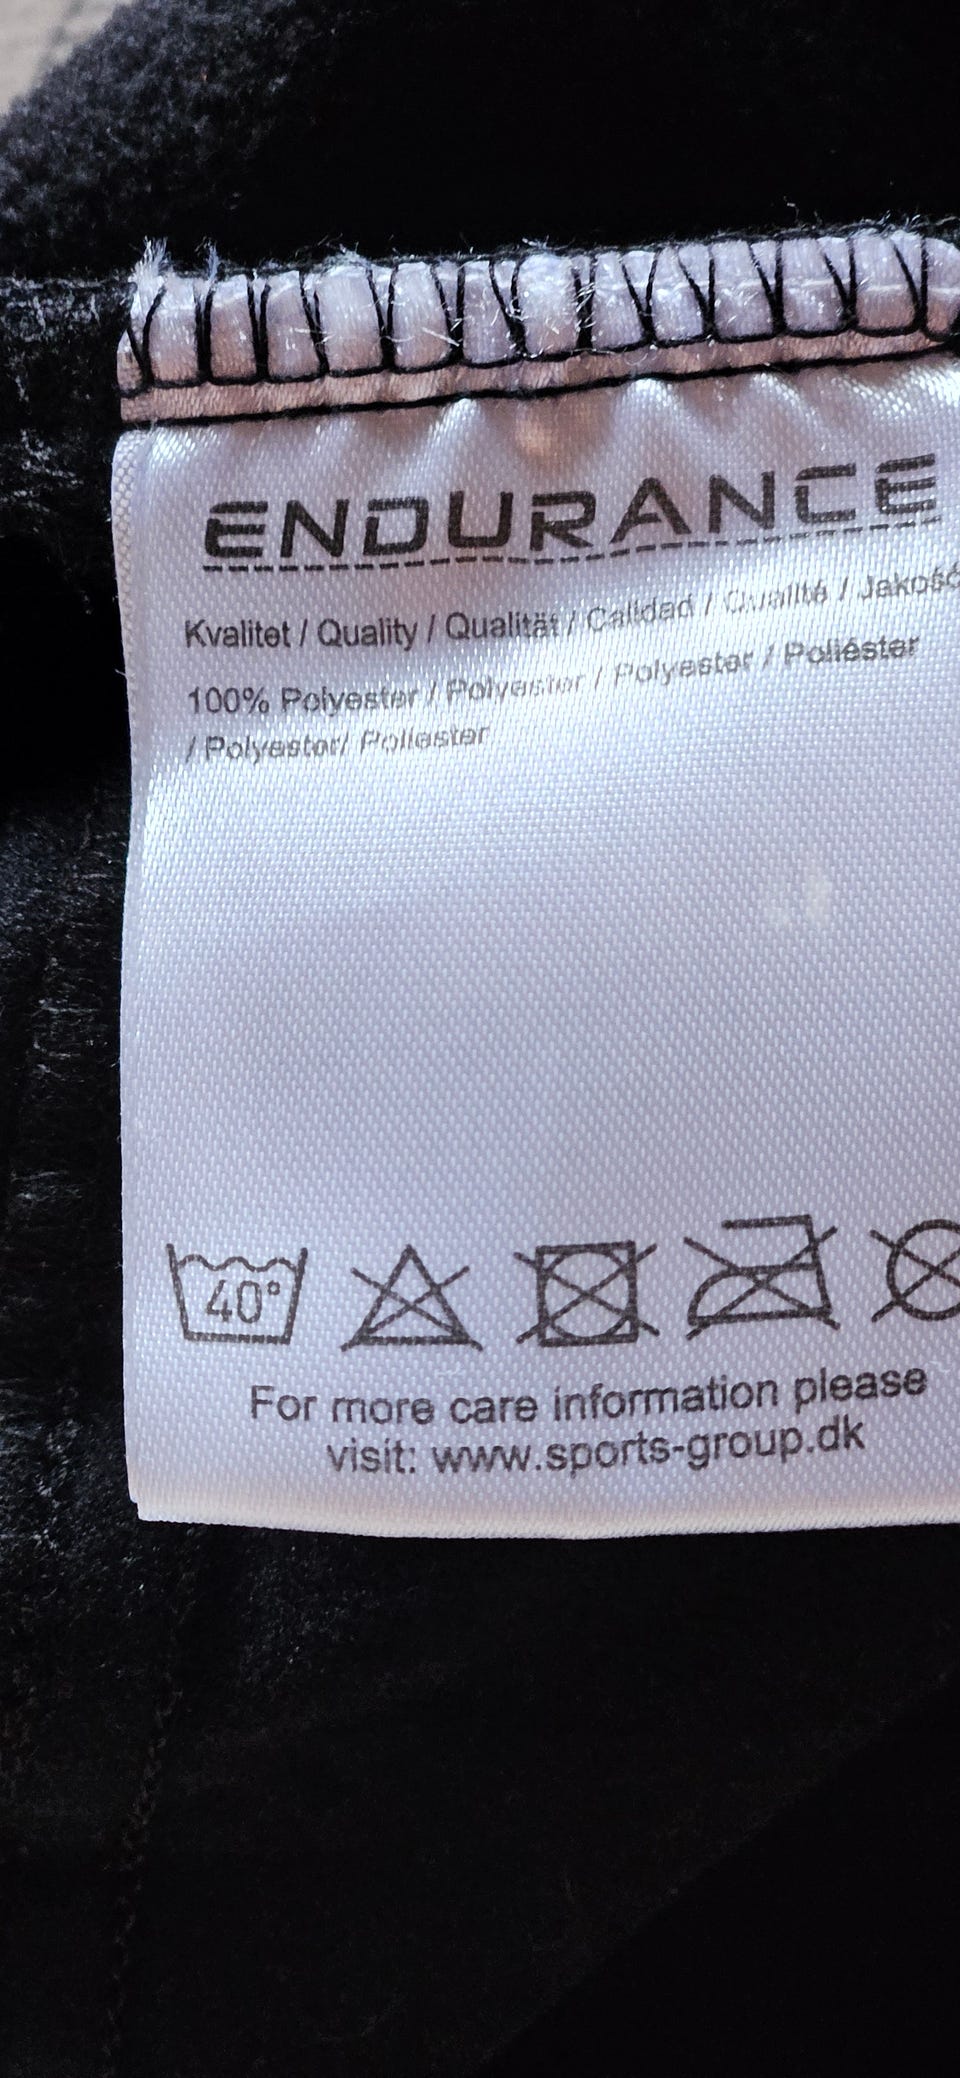 ENDURANCE
Kvalitet / Quality / Qualität / Calidad / Qualité / Jakość
100% Polyester / Polyester / Polyester / Poliéster
/ Polyester/ Poliester
40°
For more care information please
visit: www.sports-group.dk